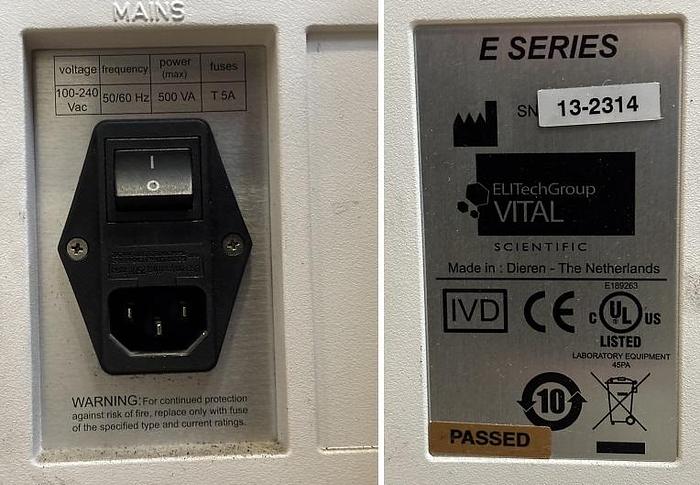 MAINS
voltage frequency power (max) fuses
100-240 Vac 50/60 Hz 500 VA T 5A
I
O
WARNING: For continued protection
against risk of fire, replace only with fuse
of the specified type and current ratings.
E SERIES
SN 13-2314
ELITechGroup
VITAL
SCIENTIFIC
Made in : Dieren - The Netherlands
E189263
IVD CE c UL US
LISTED
LABORATORY EQUIPMENT
45PA
10
PASSED